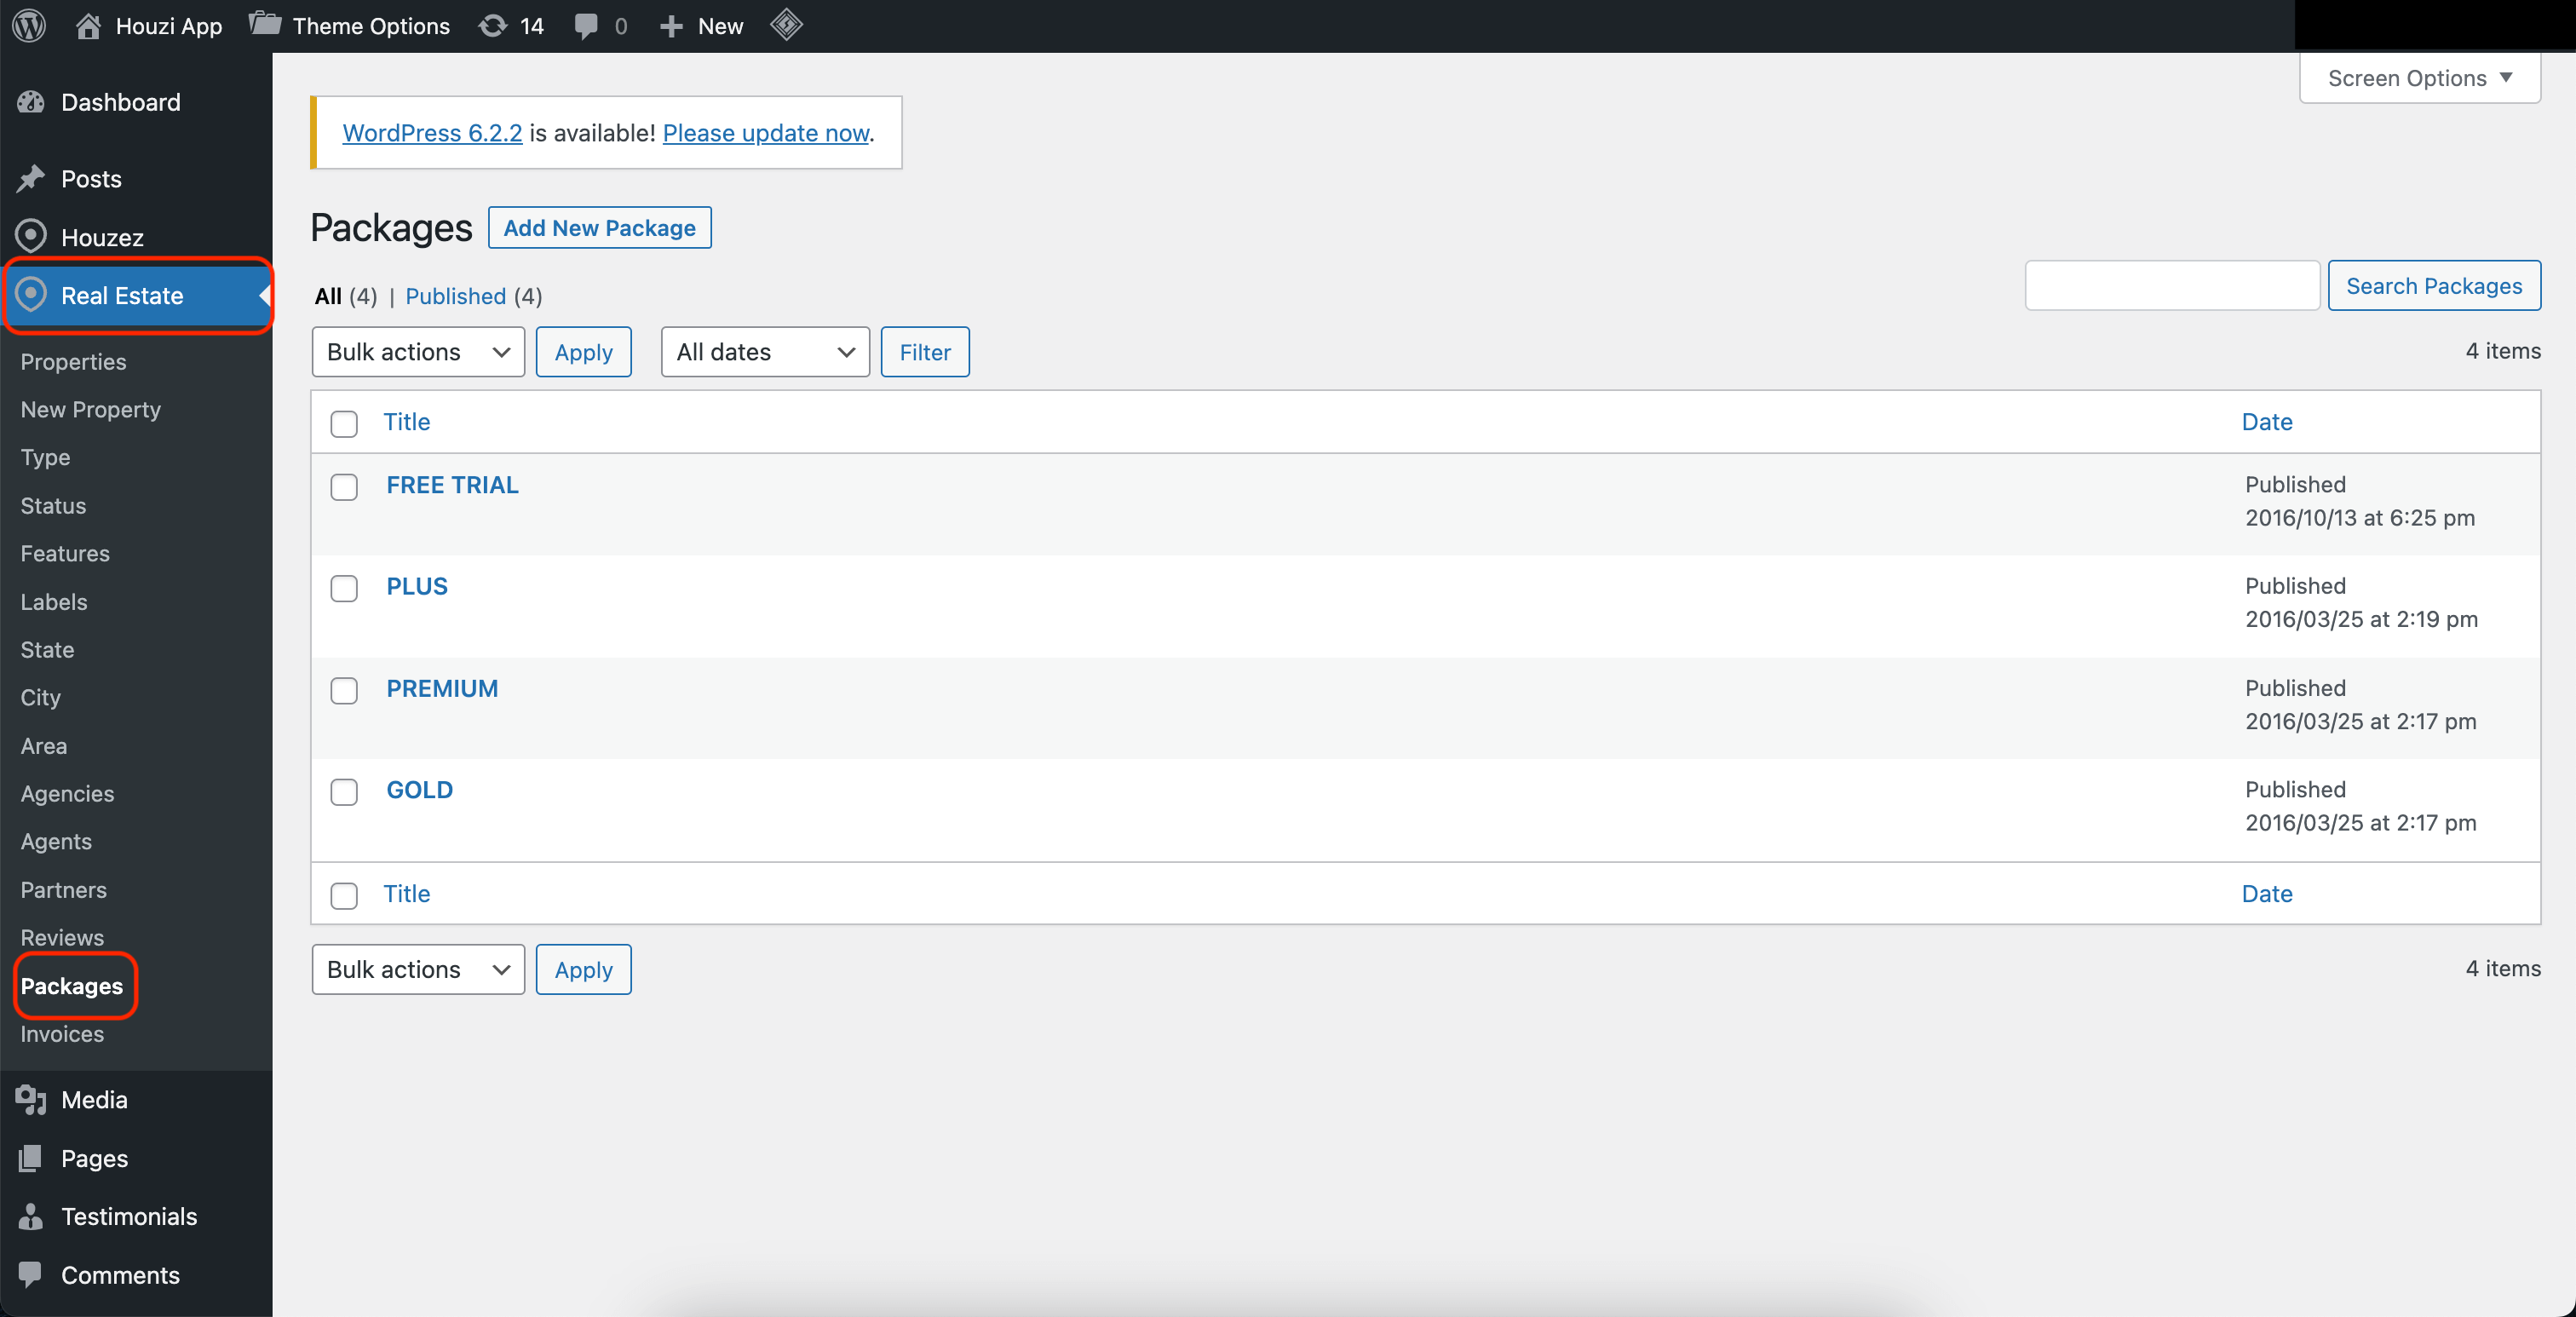 Houzi App Theme Options 14 0 New
Screen Options
Dashboard
Posts
Houzez
Real Estate
Properties
New Property
Type
Status
Features
Labels
State
City
Area
Agencies
Agents
Partners
Reviews
Packages
Invoices
Media
Pages
Testimonials
Comments
WordPress 6.2.2 is available! Please update now.
Packages Add New Package
All (4) | Published (4)
Search Packages
Bulk actions Apply All dates Filter 4 items
Title Date
FREE TRIAL Published
2016/10/13 at 6:25 pm
PLUS Published
2016/03/25 at 2:19 pm
PREMIUM Published
2016/03/25 at 2:17 pm
GOLD Published
2016/03/25 at 2:17 pm
Title Date
Bulk actions Apply 4 items